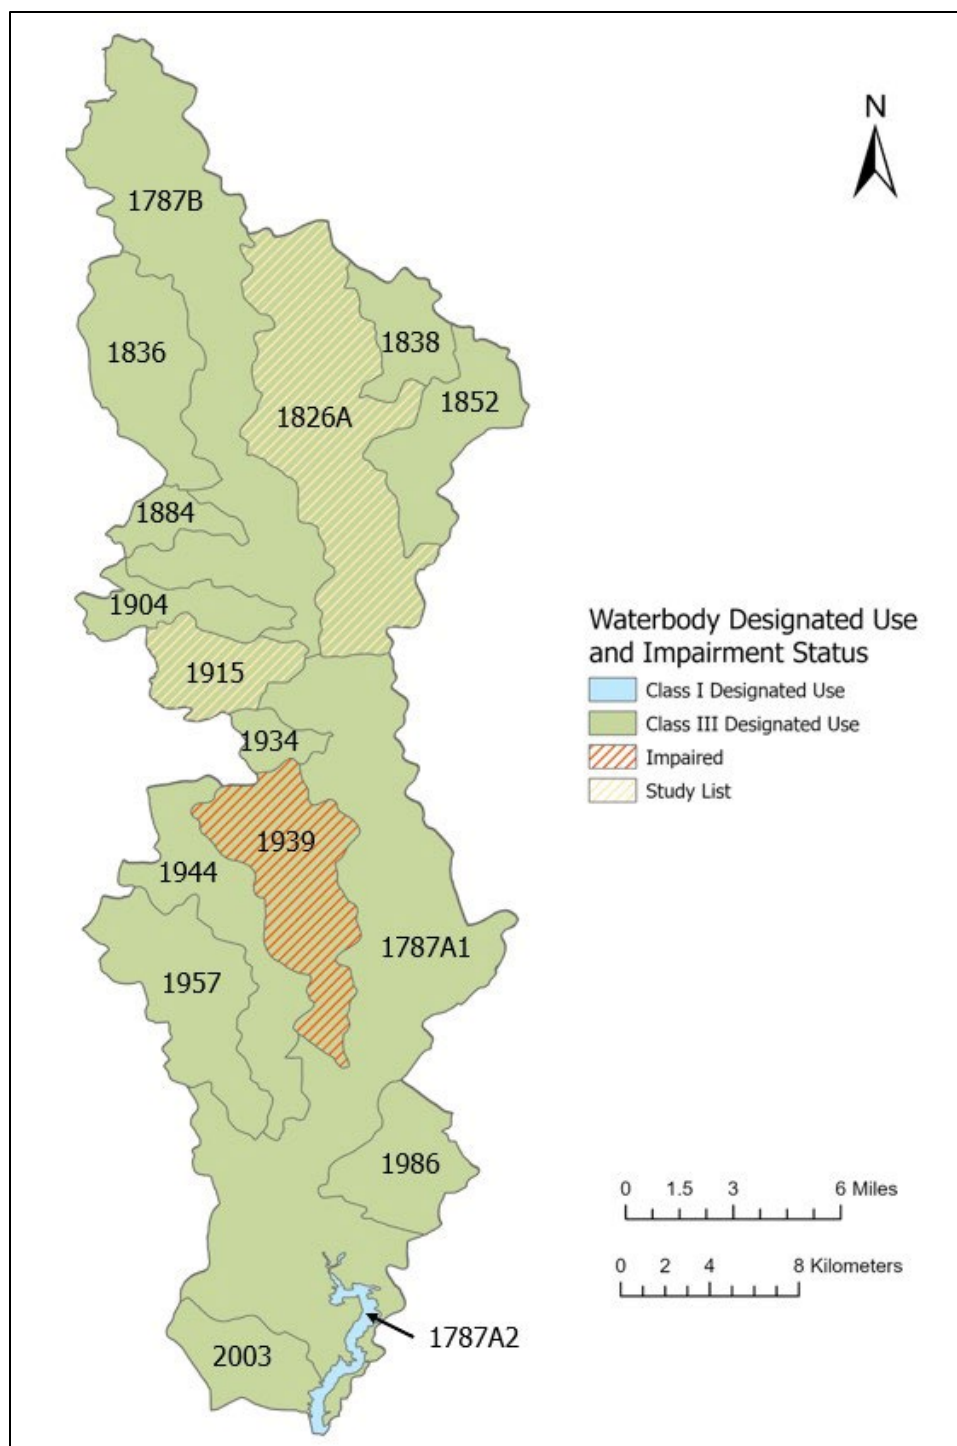 N
1787B
1836
1838
1826A
1852
1884
1904
1915
1934
1939
1944
1787A1
1957
1986
1787A2
2003
Waterbody Designated Use
and Impairment Status
Class I Designated Use
Class III Designated Use
Impaired
Study List
0 1.5 3 6 Miles
0 2 4 8 Kilometers